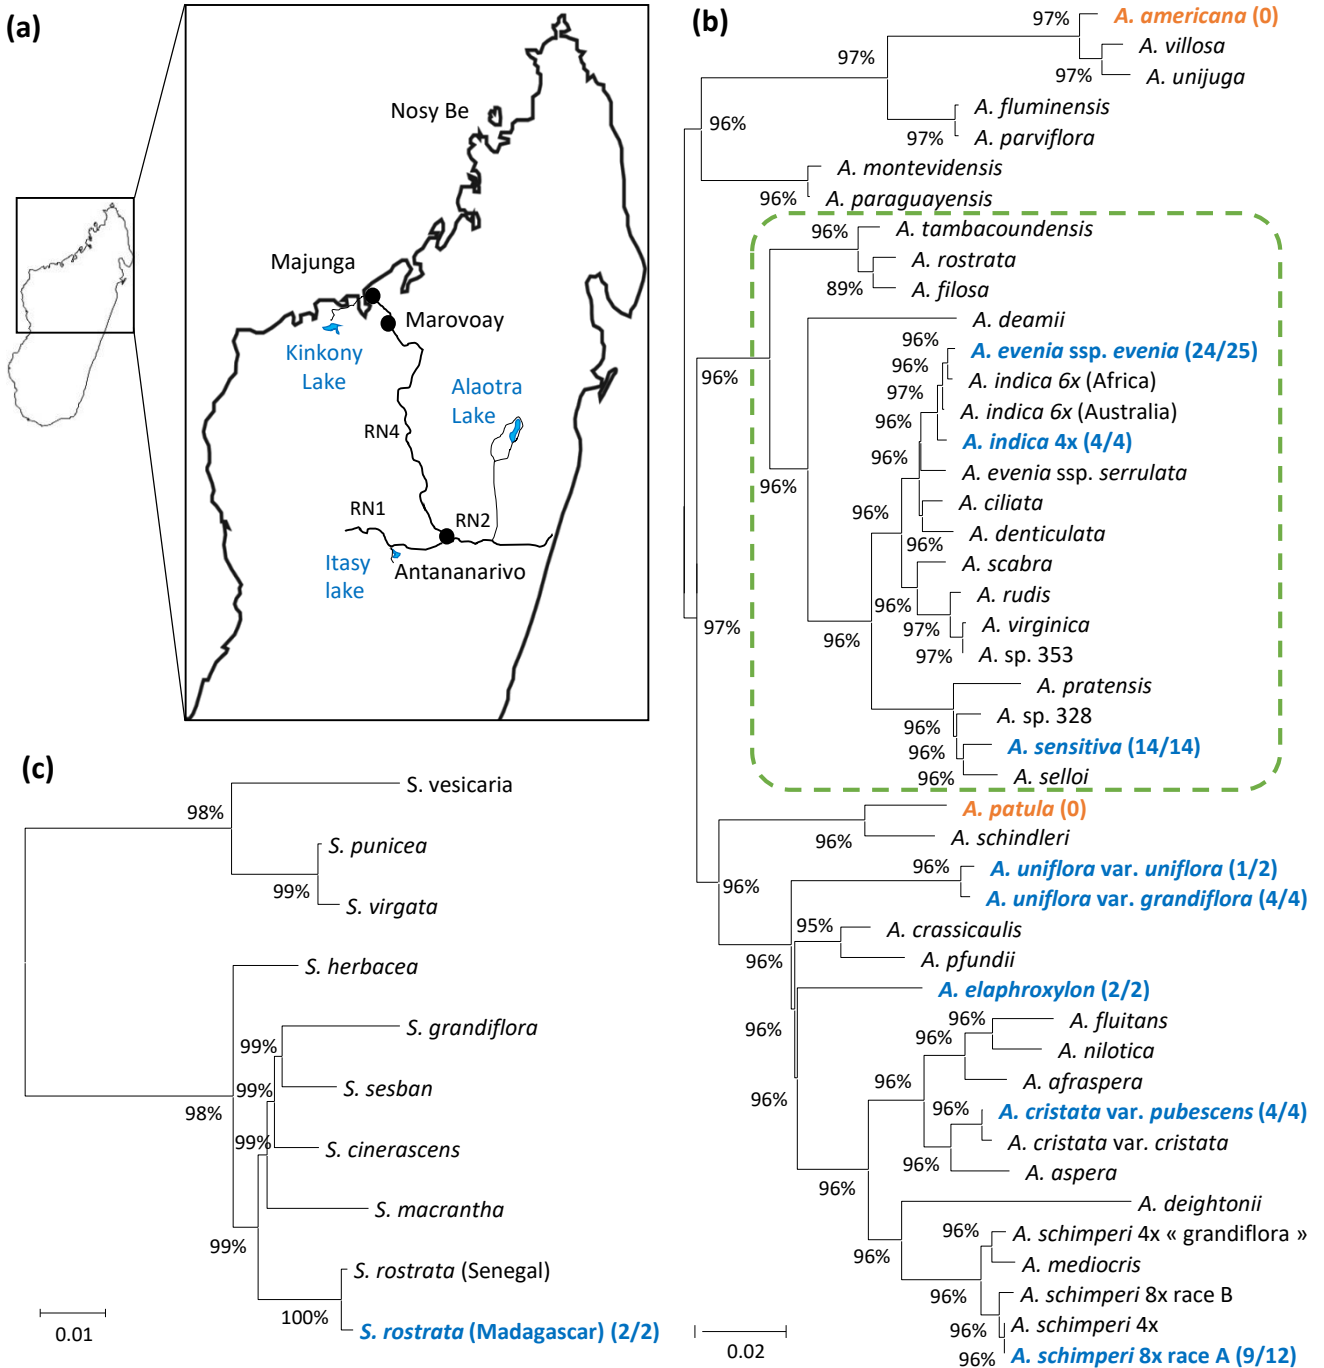 (a)
Nosy Be
Majunga
Marovoay
Kinkony
Lake
Alaotra
Lake
RN4
RN1
RN2
Itasy
lake
Antananarivo
(b)
A. americana (0)
97%
A. villosa
97%
A. unijuga
97%
A. fluminensis
96%
A. parviflora
97%
A. montevidensis
A. paraguayensis
96%
A. tambacoundensis
96%
A. rostrata
A. filosa
89%
A. deamii
96%
A. evenia ssp. evenia (24/25)
96%
96%
A. indica 6x (Africa)
97%
A. indica 6x (Australia)
96%
A. indica 4x (4/4)
96%
A. evenia ssp. serrulata
96%
A. ciliata
96%
A. denticulata
96%
A. scabra
A. rudis
96%
A. virginica
97%
97%
A. sp. 353
97%
96%
A. pratensis
A. sp. 328
96%
A. sensitiva (14/14)
96%
A. selloi
96%
A. patula (0)
A. schindleri
96%
A. uniflora var. uniflora (1/2)
96%
96%
A. uniflora var. grandiflora (4/4)
A. crassicaulis
95%
A. pfundii
96%
A. elaphroxylon (2/2)
A. fluitans
96%
96%
96%
A. nilotica
A. afraspera
96%
96%
A. cristata var. pubescens (4/4)
96%
A. cristata var. cristata
A. aspera
96%
96%
A. deightonii
A. schimperi 4x « grandiflora »
96%
A. mediocris
96%
A. schimperi 8x race B
96%
A. schimperi 4x
96%
A. schimperi 8x race A (9/12)
96%
0.02
(c)
S. vesicaria
98%
S. punicea
99%
S. virgata
S. herbacea
S. grandiflora
99%
S. sesban
99%
98%
S. cinerascens
99%
S. macrantha
99%
S. rostrata (Senegal)
100%
S. rostrata (Madagascar) (2/2)
0.01